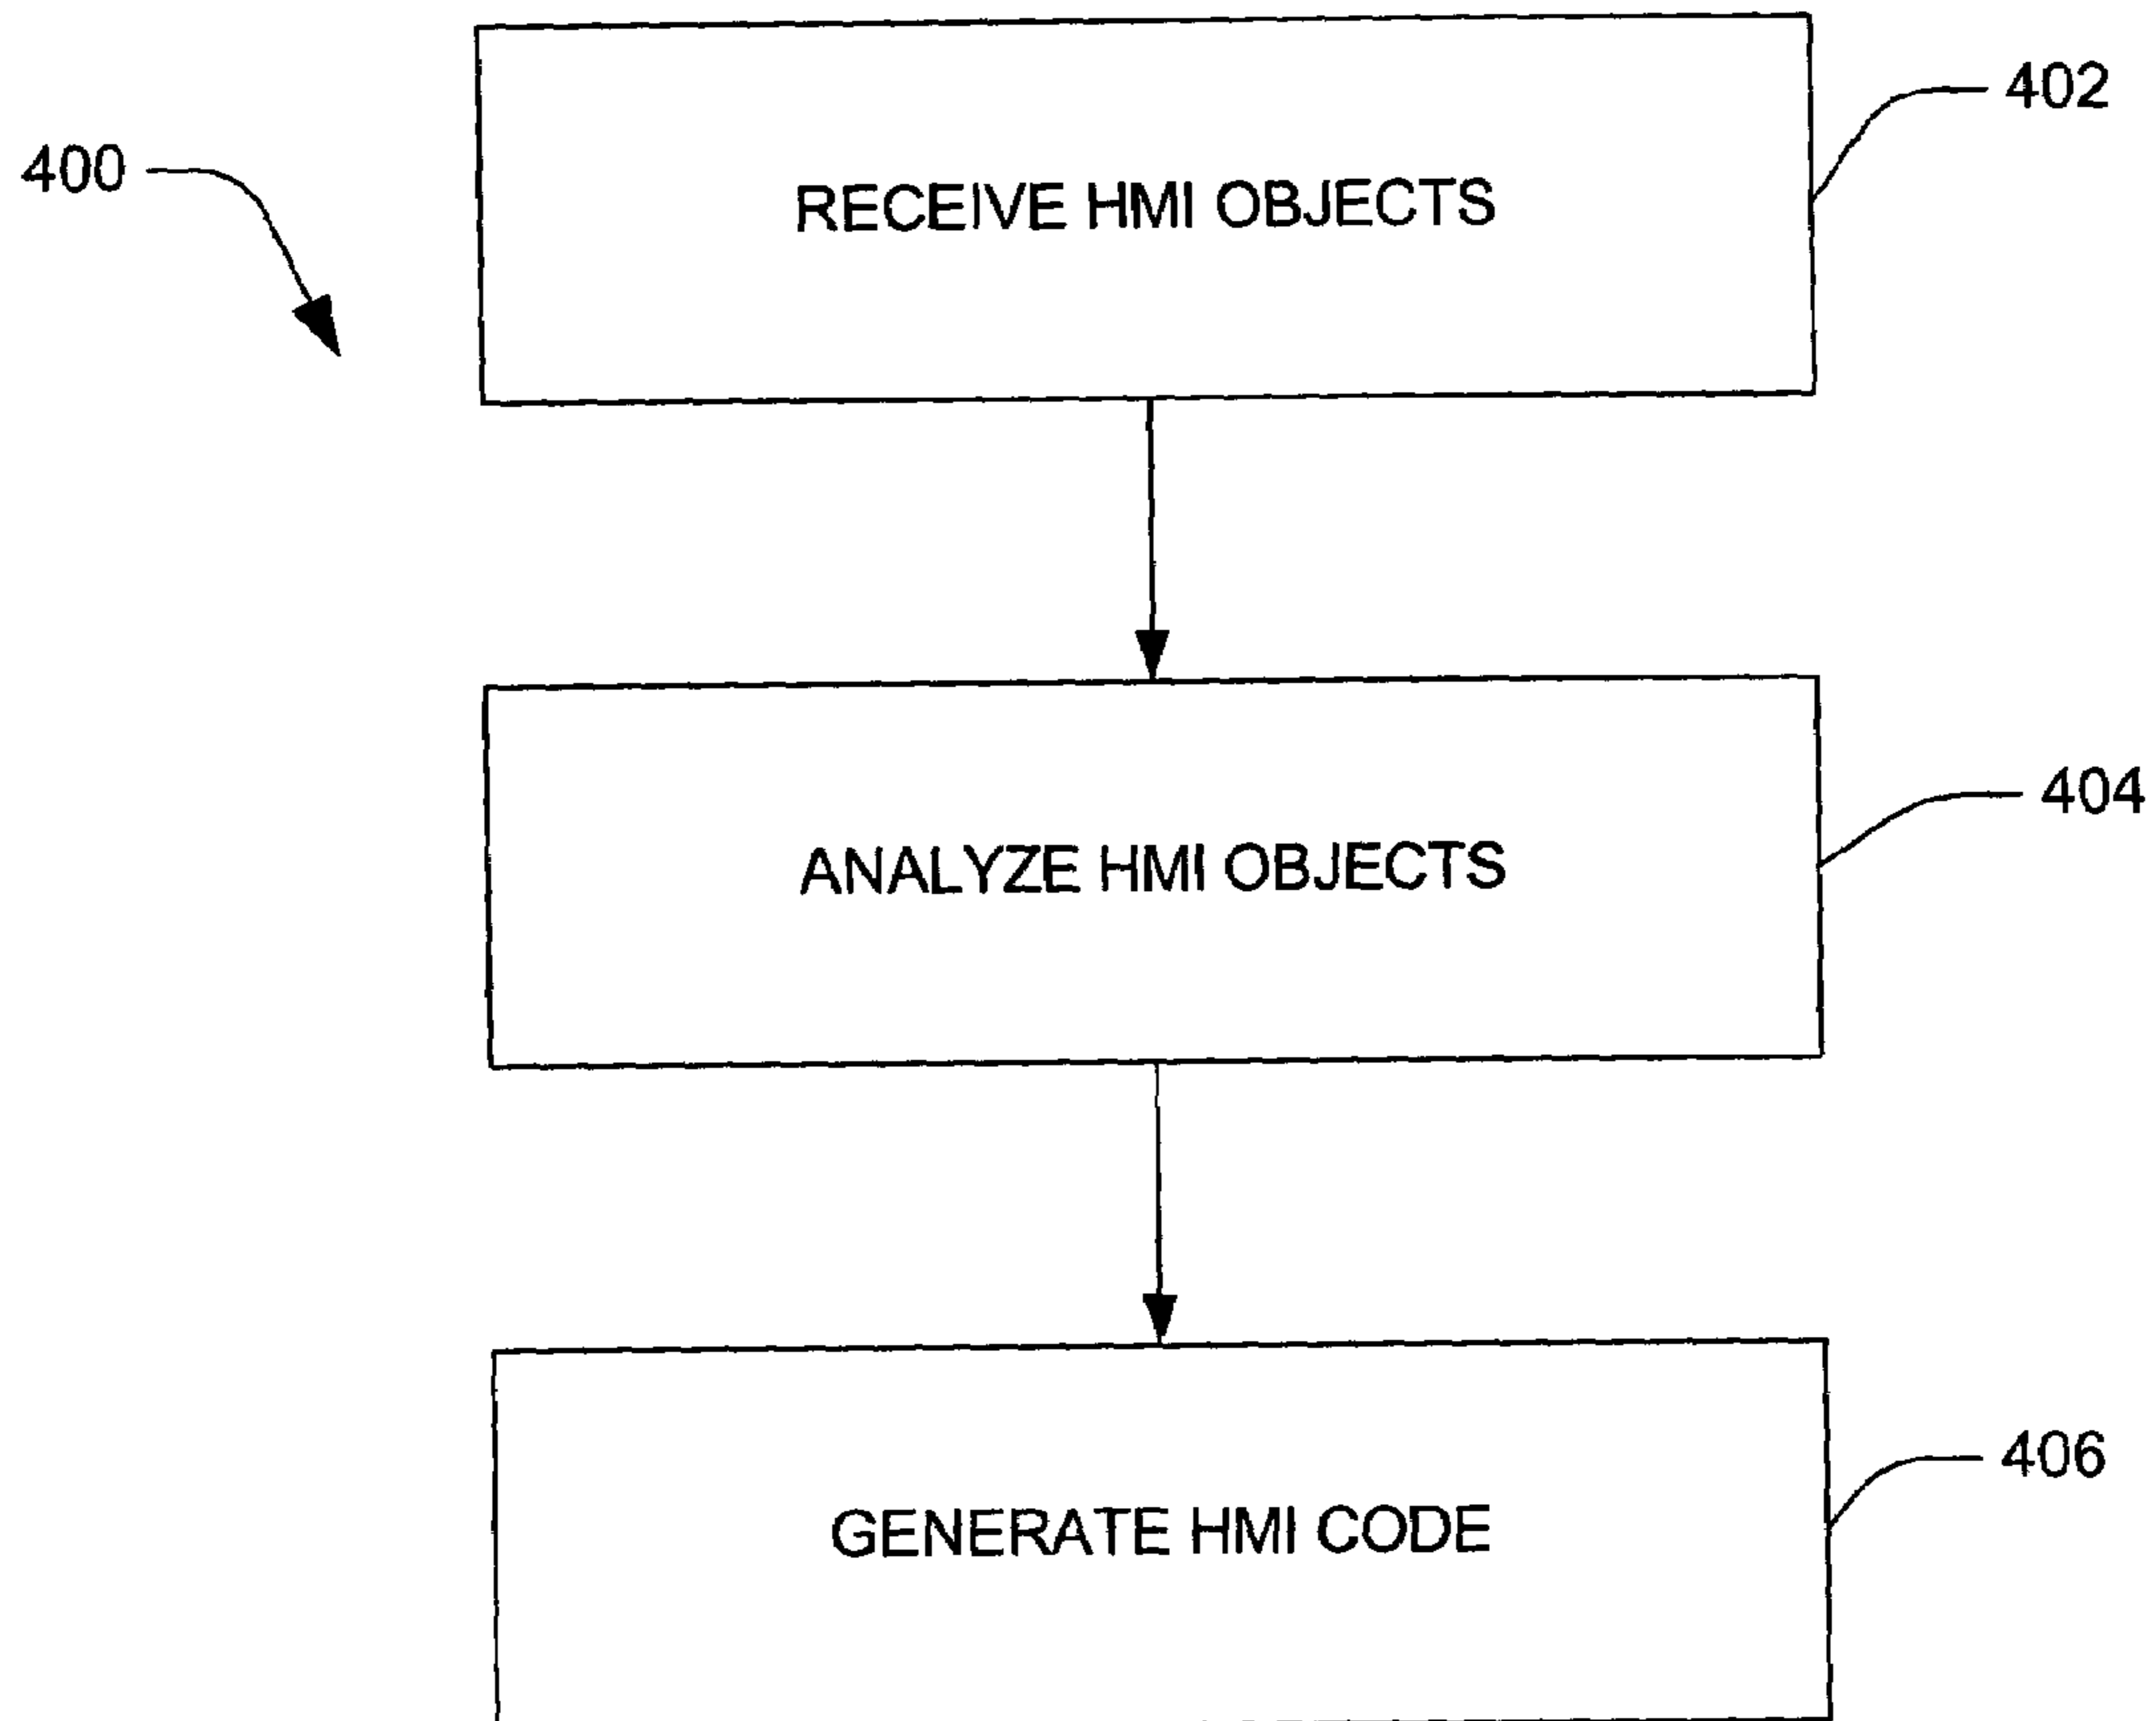 402
400
RECEIVE HMI OBJECTS
404
ANALYZE HMI OBJECTS
406
GENERATE HMI CODE